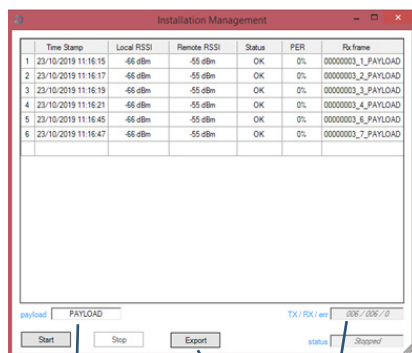 Installation Management
Time Stamp Local RSSI Remote RSSI Status PER Rx frame
1 23/10/2019 11:16:15 -66 dBm -55 dBm OK 0% 00000003_1_PAYLOAD
2 23/10/2019 11:16:17 -66 dBm -55 dBm OK 0% 00000003_2_PAYLOAD
3 23/10/2019 11:16:19 -66 dBm -55 dBm OK 0% 00000003_3_PAYLOAD
4 23/10/2019 11:16:21 -66 dBm -55 dBm OK 0% 00000003_4_PAYLOAD
5 23/10/2019 11:16:45 -66 dBm -55 dBm OK 0% 00000003_6_PAYLOAD
6 23/10/2019 11:16:47 -66 dBm -55 dBm OK 0% 00000003_7_PAYLOAD
payload PAYLOAD TX / RX / err 006 / 006 / 0
Start Stop Export status Stopped